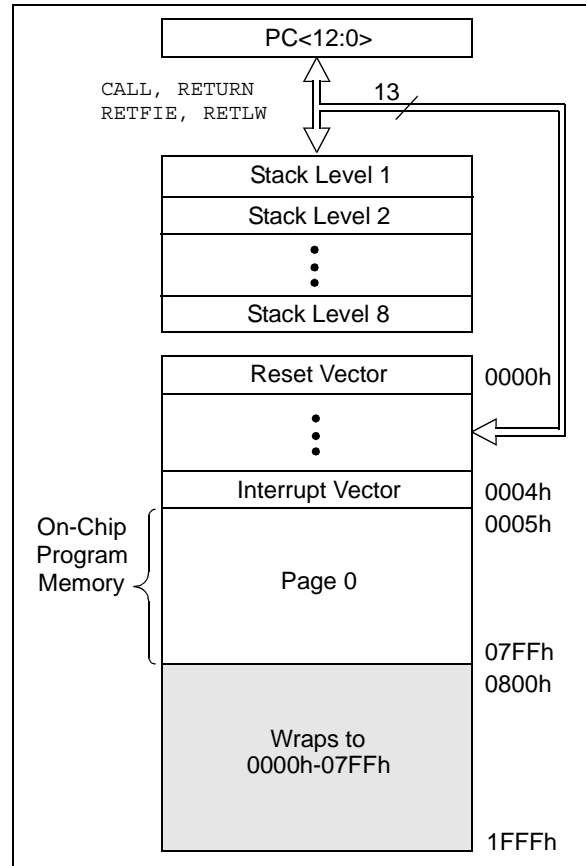 PC<12:0>
CALL, RETURN
RETFIE, RETLW
13
Stack Level 1
Stack Level 2
Stack Level 8
Reset Vector
0000h
Interrupt Vector
0004h
0005h
On-Chip
Program
Memory
Page 0
07FFh
0800h
Wraps to
0000h-07FFh
1FFFh